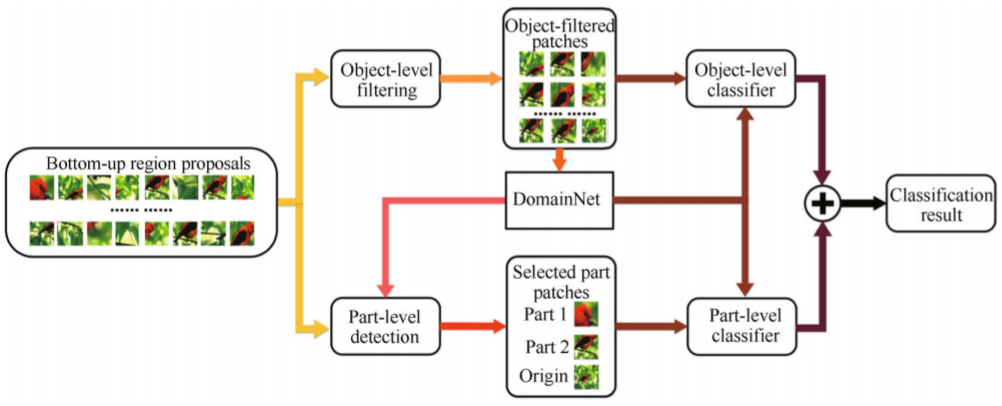 Bottom-up region proposals
...... ......
Object-level
filtering
Object-filtered
patches
...... ......
Object-level
classifier
DomainNet
Classification
result
Part-level
detection
Selected part
patches
Part 1
Part 2
Origin
Part-level
classifier